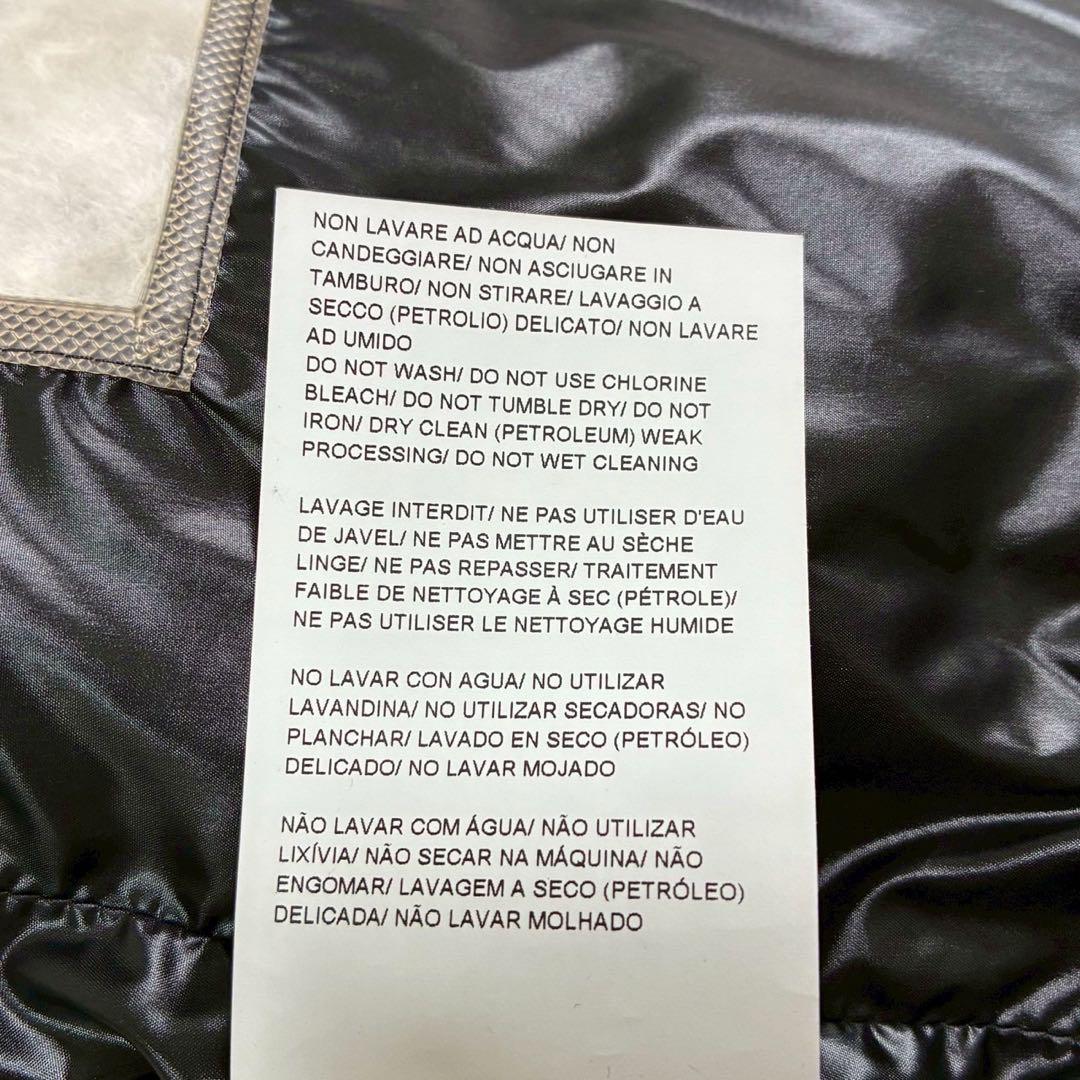 NON LAVARE AD ACQUA/ NON
CANDEGGIARE/ NON ASCIUGARE IN
TAMBURO/ NON STIRARE/ LAVAGGIO A
SECCO (PETROLIO) DELICATO/ NON LAVARE
AD UMIDO
DO NOT WASH/ DO NOT USE CHLORINE
BLEACH/ DO NOT TUMBLE DRY/ DO NOT
IRON/ DRY CLEAN (PETROLEUM) WEAK
PROCESSING/ DO NOT WET CLEANING
LAVAGE INTERDIT/ NE PAS UTILISER D'EAU
DE JAVEL/ NE PAS METTRE AU SÈCHE
LINGE/ NE PAS REPASSER/ TRAITEMENT
FAIBLE DE NETTOYAGE À SEC (PÉTROLE)/
NE PAS UTILISER LE NETTOYAGE HUMIDE
NO LAVAR CON AGUA/ NO UTILIZAR
LAVANDINA/ NO UTILIZAR SECADORAS/ NO
PLANCHAR/ LAVADO EN SECO (PETRÓLEO)
DELICADO/ NO LAVAR MOJADO
NÃO LAVAR COM ÁGUA/ NÃO UTILIZAR
LIXÍVIA/ NÃO SECAR NA MÁQUINA/ NÃO
ENGOMAR/ LAVAGEM A SECO (PETRÓLEO)
DELICADA/ NÃO LAVAR MOLHADO